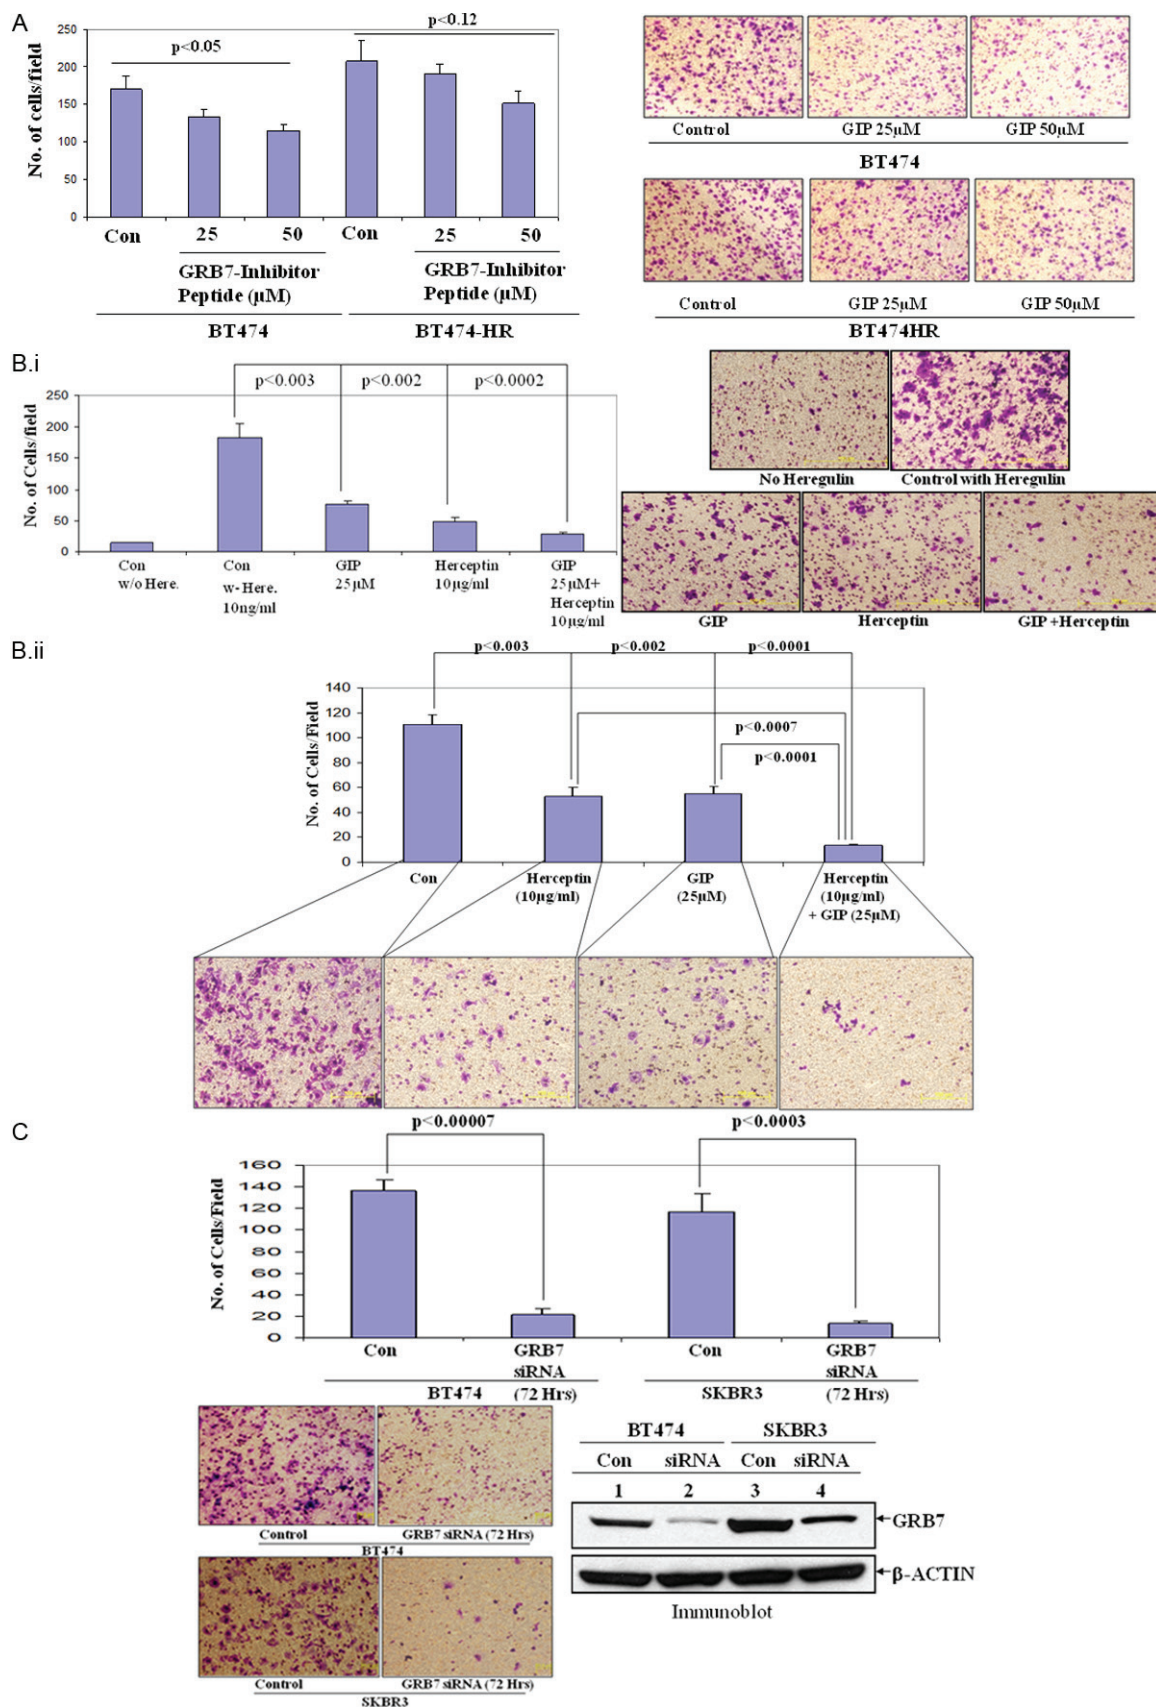 A
p<0.05
p<0.12
No. of cells/field
250
200
150
100
50
0
Con
25
50
Con
25
50
GRB7-Inhibitor
Peptide (µM)
GRB7-Inhibitor
Peptide (µM)
BT474
BT474-HR
Control
GIP 25µM
GIP 50µM
BT474
Control
GIP 25µM
GIP 50µM
BT474HR
B.i
p<0.003
p<0.002
p<0.0002
No. of Cells/field
250
200
150
100
50
0
Con
w/o Here.
Con
w- Here.
10ng/ml
GIP
25µM
Herceptin
10µg/ml
GIP
25µM+
Herceptin
10µg/ml
No Heregulin
Control with Heregulin
GIP
Herceptin
GIP +Herceptin
B.ii
p<0.003
p<0.002
p<0.0001
p<0.0007
p<0.0001
No. of Cells/Field
140
120
100
80
60
40
20
0
Con
Herceptin
(10µg/ml)
GIP
(25µM)
Herceptin
(10µg/ml)
+ GIP (25µM)
C
p<0.00007
p<0.0003
No. of Cells/Field
160
140
120
100
80
60
40
20
0
Con
GRB7
siRNA
(72 Hrs)
Con
GRB7
siRNA
(72 Hrs)
BT474
SKBR3
Control
GRB7 siRNA (72 Hrs)
BT474
Control
GRB7 siRNA (72 Hrs)
SKBR3
BT474
SKBR3
Con
siRNA
Con
siRNA
1
2
3
4
GRB7
β-ACTIN
Immunoblot